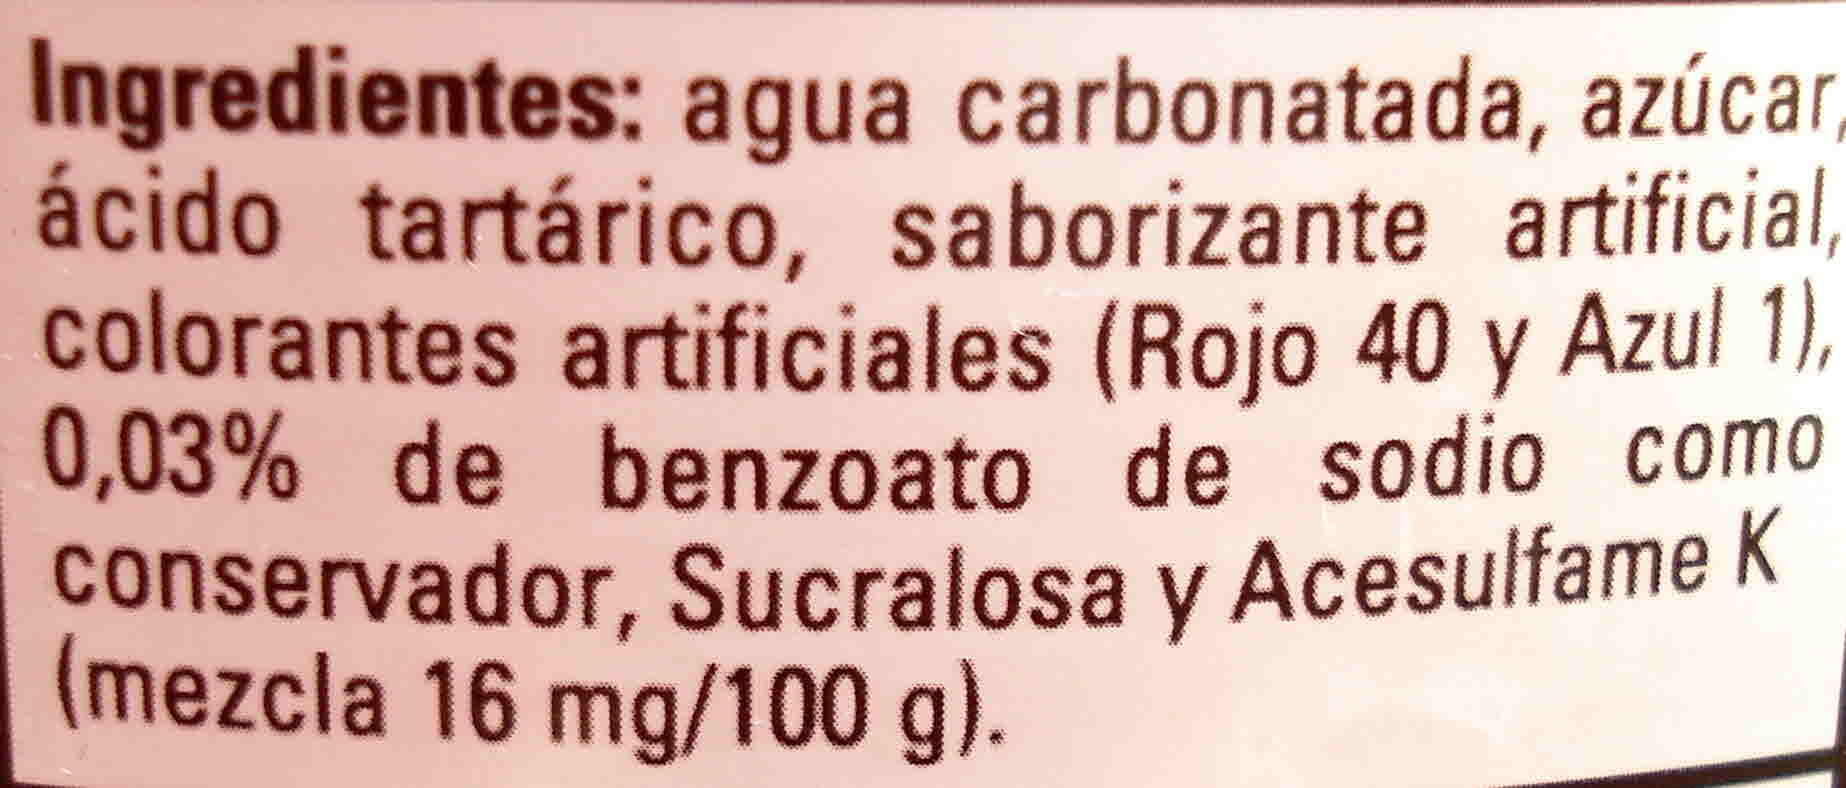 Ingredientes: agua carbonatada, azúcar,
ácido tartárico, saborizante artificial,
colorantes artificiales (Rojo 40 y Azul 1),
0,03% de benzoato de sodio como
conservador, Sucralosa y Acesulfame K
(mezcla 16 mg/100 g).